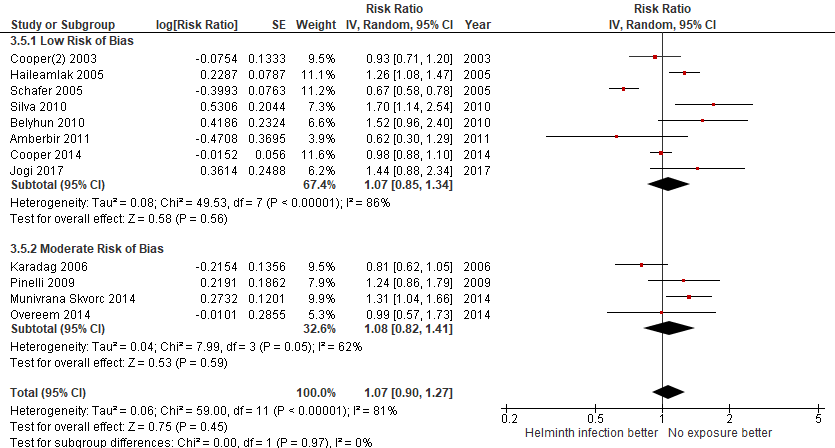 Risk Ratio Risk Ratio
Study or Subgroup log[Risk Ratio] SE Weight IV, Random, 95% CI Year IV, Random, 95% CI
3.5.1 Low Risk of Bias
Cooper(2) 2003 -0.0754 0.1333 9.5% 0.93 [0.71, 1.20] 2003
Haileamlak 2005 0.2287 0.0787 11.1% 1.26 [1.08, 1.47] 2005
Schafer 2005 -0.3993 0.0763 11.1% 0.67 [0.58, 0.78] 2005
Silva 2010 0.5306 0.2044 7.3% 1.70 [1.14, 2.54] 2010
Belyhun 2010 0.4186 0.2324 6.6% 1.52 [0.96, 2.40] 2010
Amberbir 2011 -0.4708 0.3695 3.9% 0.62 [0.30, 1.29] 2011
Cooper 2014 -0.0152 0.056 11.6% 0.98 [0.88, 1.10] 2014
Jogi 2017 0.3614 0.2488 6.2% 1.44 [0.88, 2.34] 2017
Subtotal (95% CI) 67.4% 1.07 [0.85, 1.34]
Heterogeneity: Tau² = 0.08; Chi² = 49.53, df = 7 (P < 0.00001); I² = 86%
Test for overall effect: Z = 0.58 (P = 0.56)
3.5.2 Moderate Risk of Bias
Karadag 2006 -0.2154 0.1356 9.5% 0.81 [0.62, 1.05] 2006
Pinelli 2009 0.2191 0.1862 7.9% 1.24 [0.86, 1.79] 2009
Munivrana Skvorc 2014 0.2732 0.1201 9.9% 1.31 [1.04, 1.66] 2014
Overeem 2014 -0.0101 0.2855 5.3% 0.99 [0.57, 1.73] 2014
Subtotal (95% CI) 32.6% 1.08 [0.82, 1.41]
Heterogeneity: Tau² = 0.04; Chi² = 7.99, df = 3 (P = 0.05); I² = 62%
Test for overall effect: Z = 0.53 (P = 0.59)
Total (95% CI) 100.0% 1.07 [0.90, 1.27]
Heterogeneity: Tau² = 0.06; Chi² = 59.00, df = 11 (P < 0.00001); I² = 81%
Test for overall effect: Z = 0.75 (P = 0.45)
Test for subgroup differences: Chi² = 0.00, df = 1 (P = 0.97), I² = 0%
0.2 0.5 1 2 5
Helminth infection better No exposure better